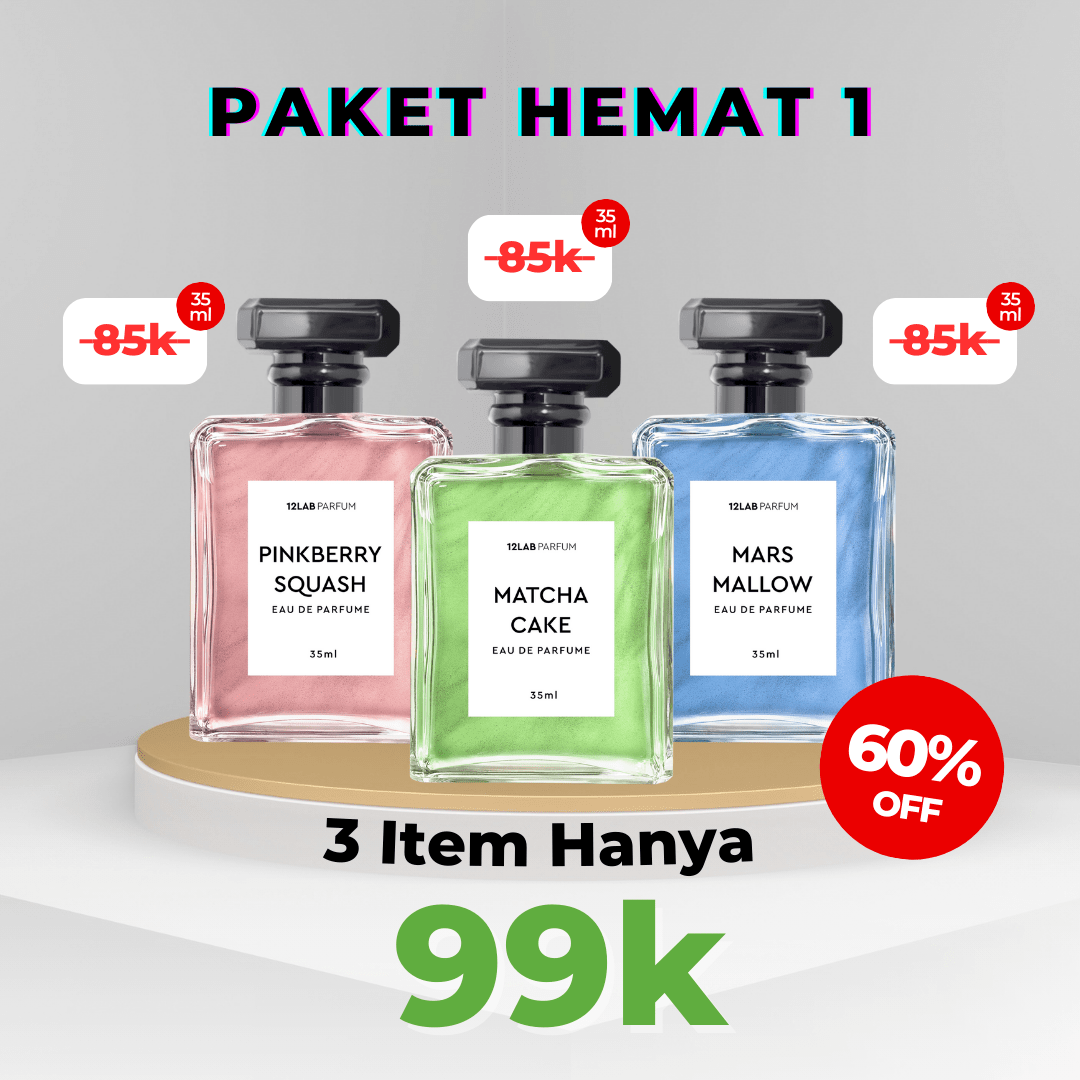 PAKET HEMAT 1
85k
35
ml
85k
35
ml
85k
35
ml
12LAB PARFUM
PINKBERRY
SQUASH
EAU DE PARFUME
35ml
12LAB PARFUM
MATCHA
CAKE
EAU DE PARFUME
35ml
12LAB PARFUM
MARS
MALLOW
EAU DE PARFUME
35ml
60%
OFF
3 Item Hanya
99k